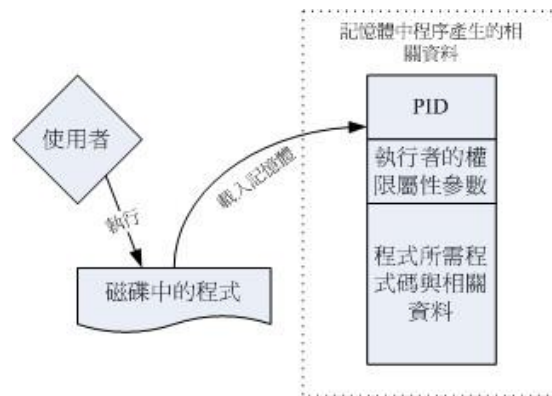 使用者
執行
磁碟中的程式
載入記憶體
記憶體中程序產生的相
關資料
PID
執行者的權
限屬性參數
程式所需程
式碼與相關
資料